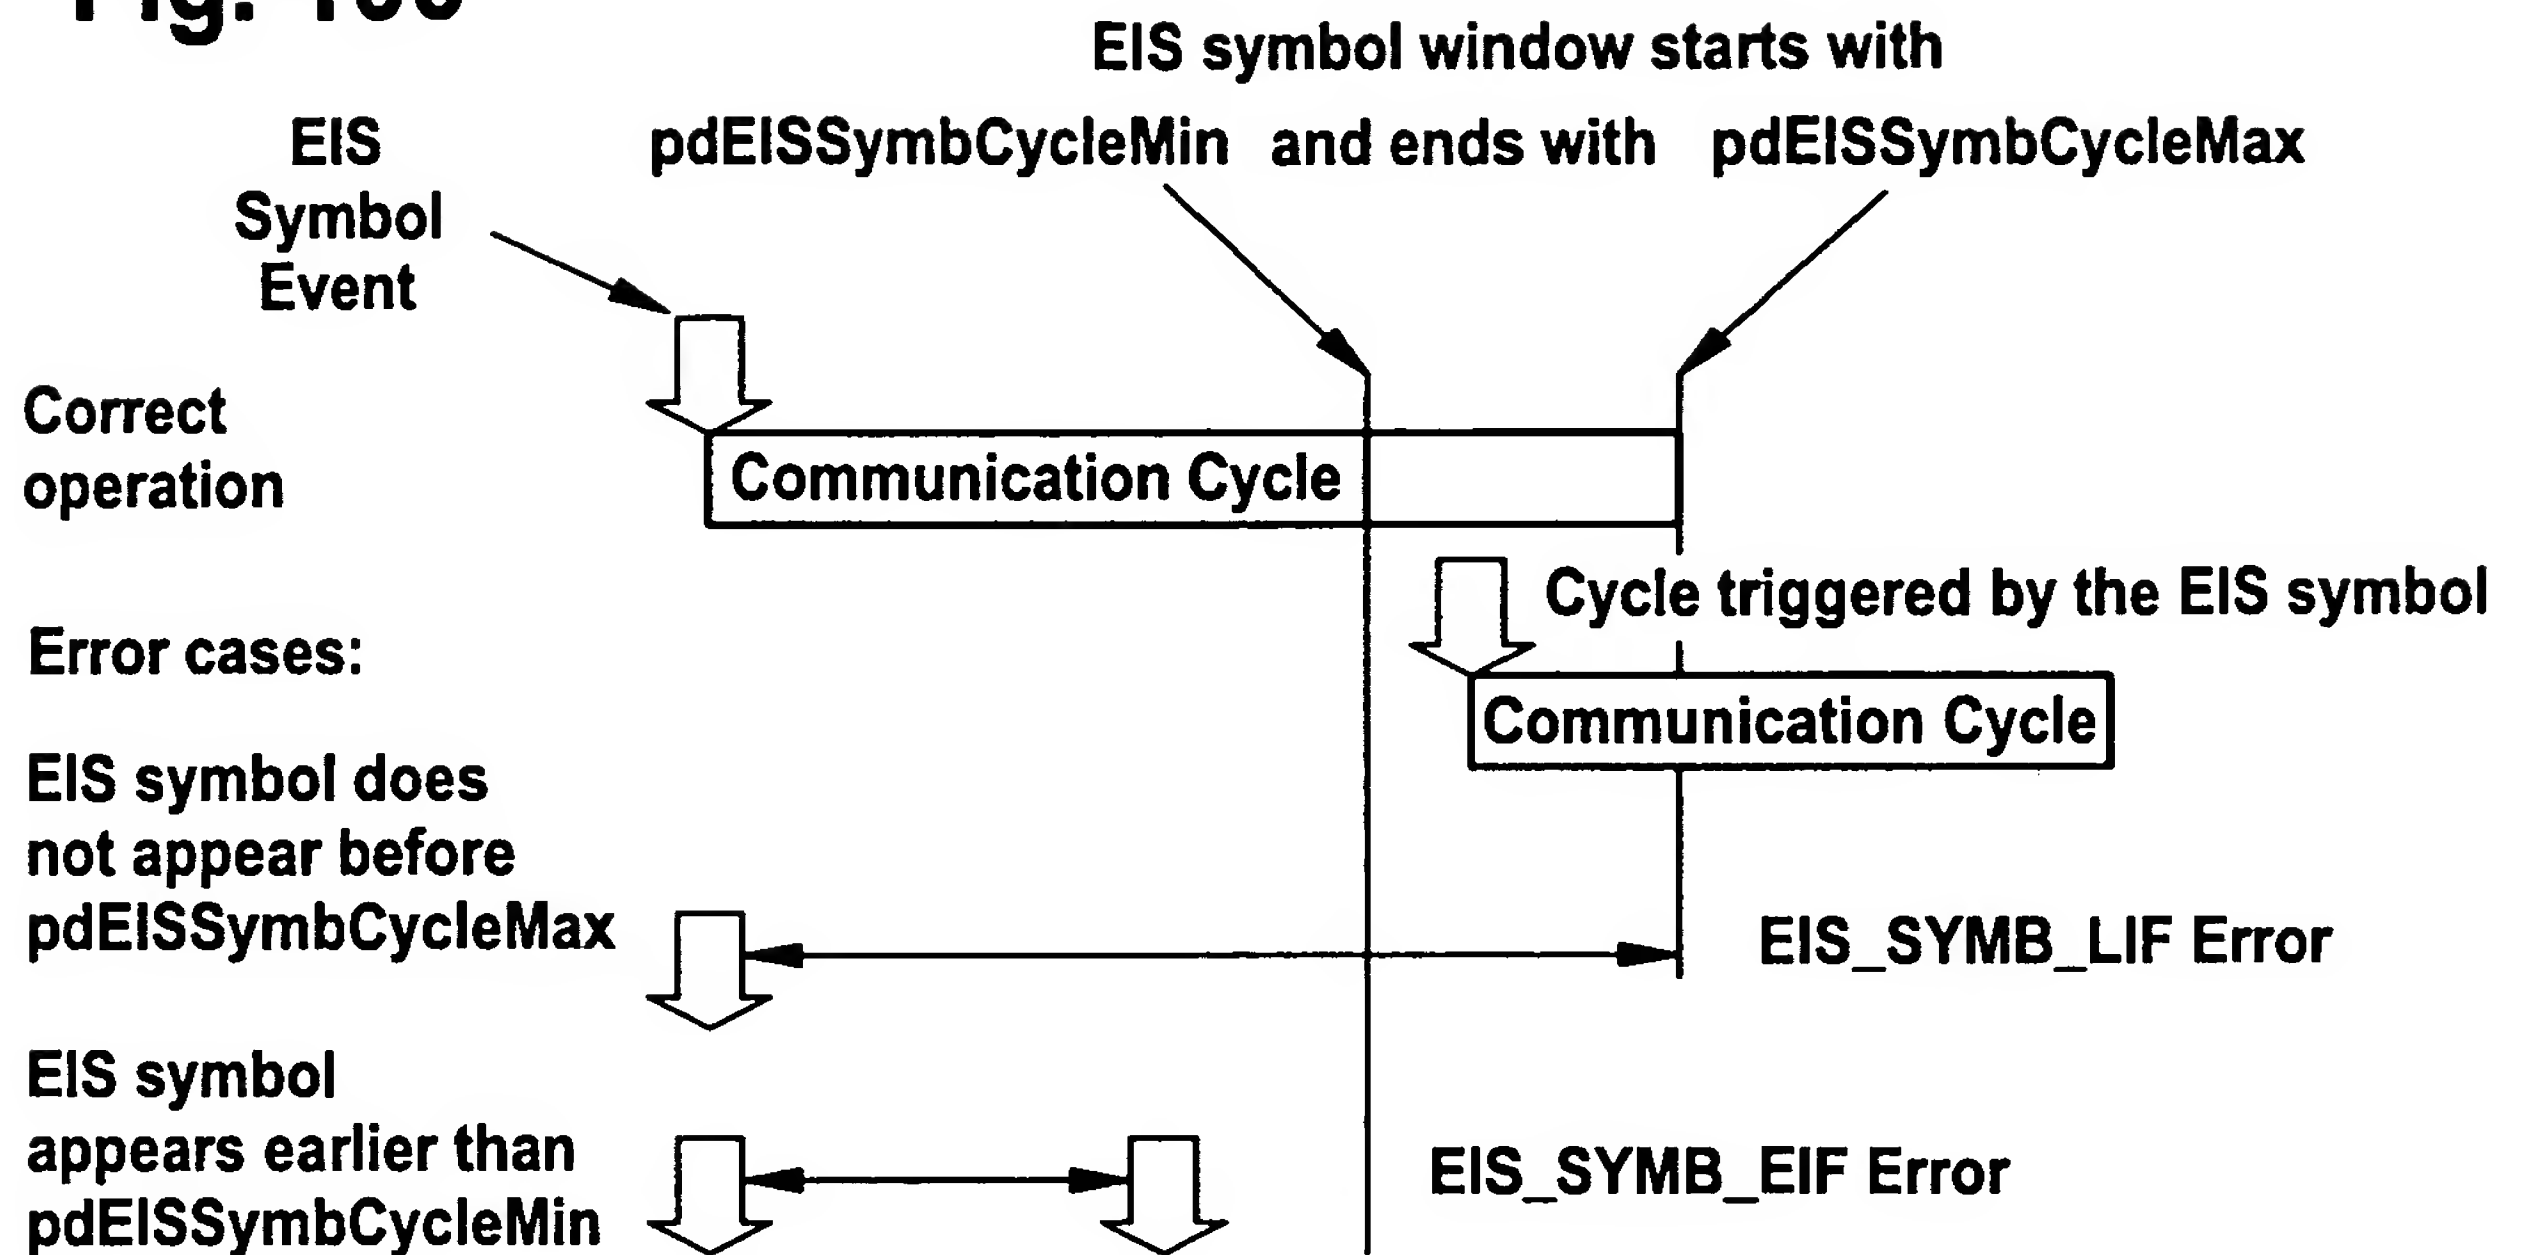 EIS symbol window starts with
pdEISSymbCycleMin and ends with pdEISSymbCycleMax
EIS
Symbol
Event
Correct
operation
Communication Cycle
Cycle triggered by the EIS symbol
Communication Cycle
Error cases:
EIS symbol does
not appear before
pdEISSymbCycleMax
EIS_SYMB_LIF Error
EIS symbol
appears earlier than
pdEISSymbCycleMin
EIS_SYMB_EIF Error